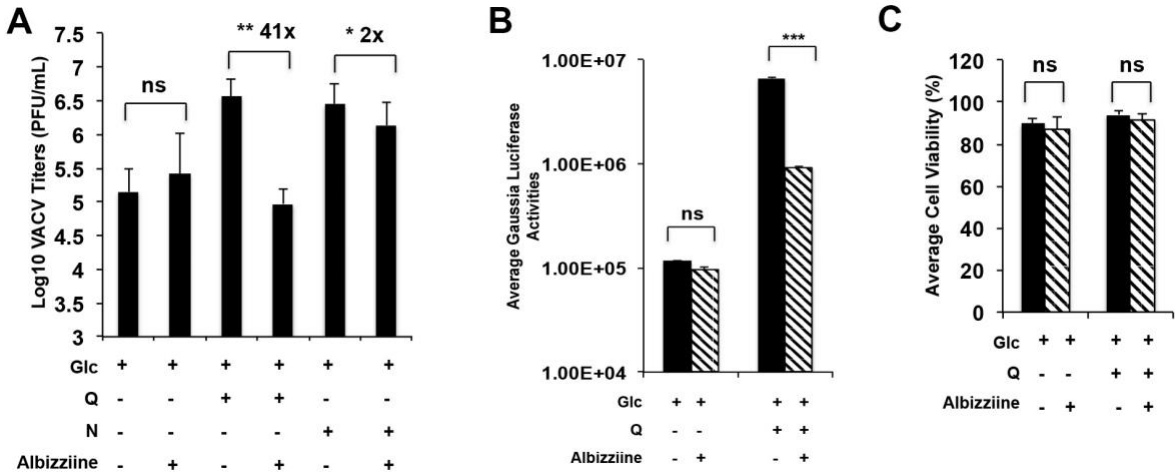 A
Log10 VACV Titers (PFU/mL)
7.5
7
6.5
6
5.5
5
4.5
4
3.5
3
ns
** 41x
* 2x
Glc + + + + + +
Q - - + + - -
N - - - - + +
Albizziine - + - + - +
B
Average Gaussia Luciferase
Activities
1.00E+07
1.00E+06
1.00E+05
1.00E+04
ns
***
Glc + + + +
Q - - + +
Albizziine - + - +
C
Average Cell Viability (%)
120
100
80
60
40
20
0
ns
ns
Glc + + + +
Q - - + +
Albizziine - + - +